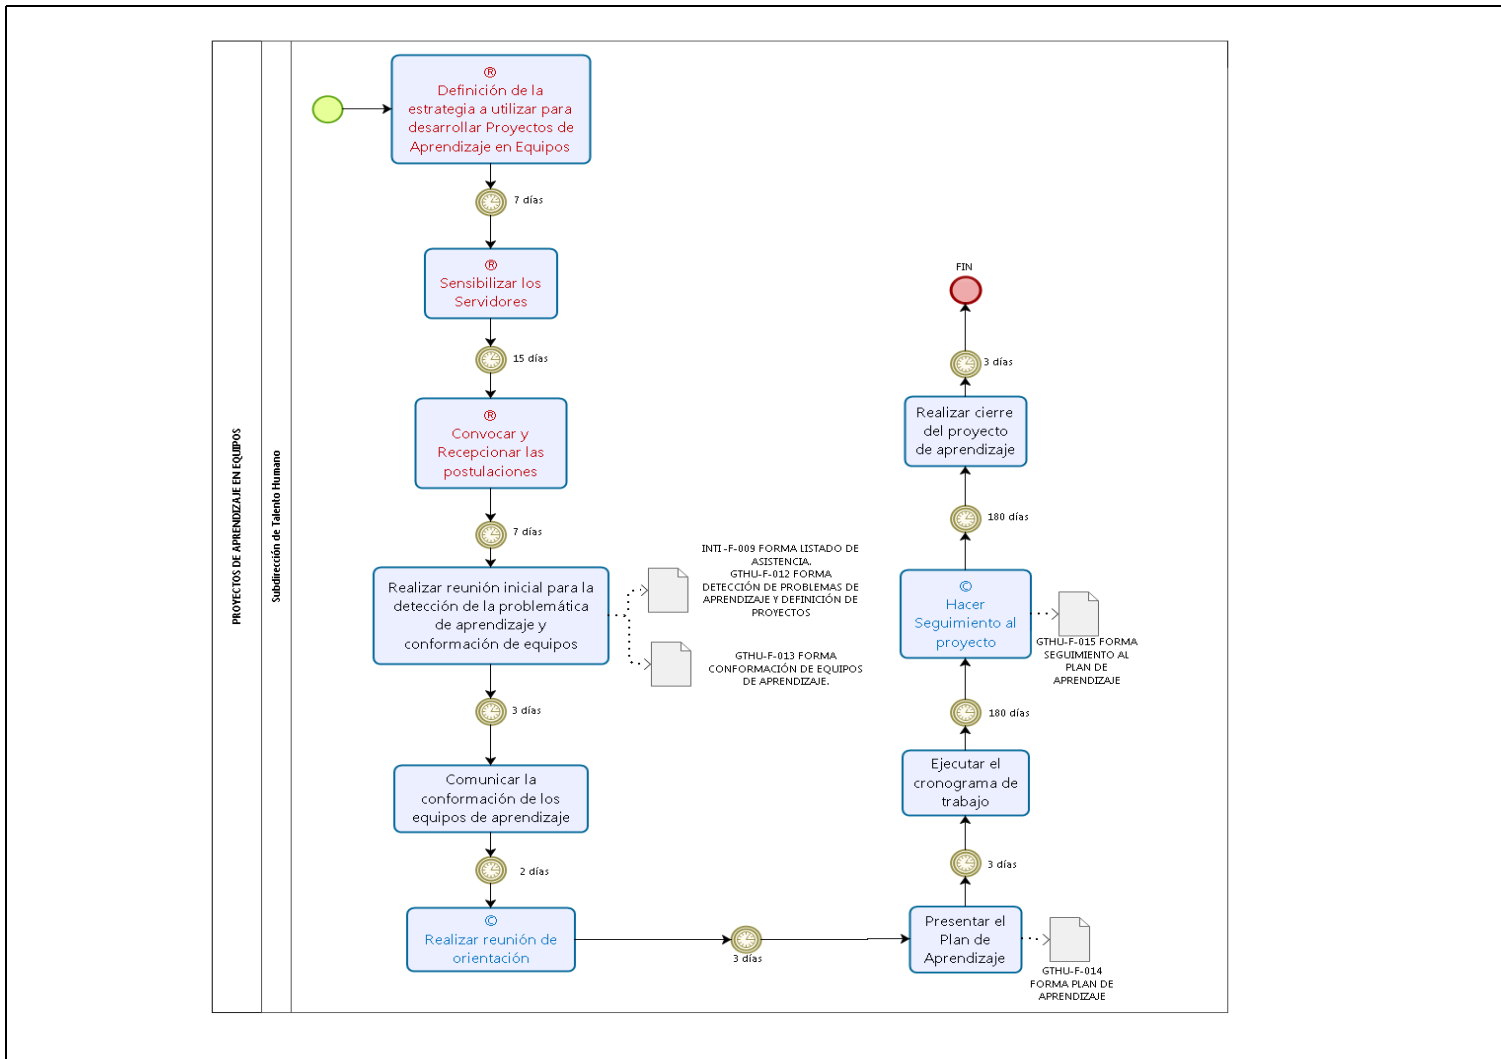 PROYECTOS DE APRENDIZAJE EN EQUIPOS
Subdirección de Talento Humano
®
Definición de la
estrategia a utilizar para
desarrollar Proyectos de
Aprendizaje en Equipos
7 días
®
Sensibilizar los
Servidores
15 días
®
Convocar y
Recepcionar las
postulaciones
7 días
Realizar reunión inicial para la
detección de la problemática
de aprendizaje y
conformación de equipos
INTI-F-009 FORMA LISTADO DE
ASISTENCIA.
GTHU-F-012 FORMA
DETECCIÓN DE PROBLEMAS DE
APRENDIZAJE Y DEFINICIÓN DE
PROYECTOS
GTHU-F-013 FORMA
CONFORMACIÓN DE EQUIPOS
DE APRENDIZAJE.
3 días
Comunicar la
conformación de los
equipos de aprendizaje
2 días
©
Realizar reunión de
orientación
3 días
Presentar el
Plan de
Aprendizaje
GTHU-F-014
FORMA PLAN DE
APRENDIZAJE
3 días
Ejecutar el
cronograma de
trabajo
180 días
©
Hacer
Seguimiento al
proyecto
GTHU-F-015 FORMA
SEGUIMIENTO AL
PLAN DE
APRENDIZAJE
180 días
Realizar cierre
del proyecto
de aprendizaje
3 días
FIN